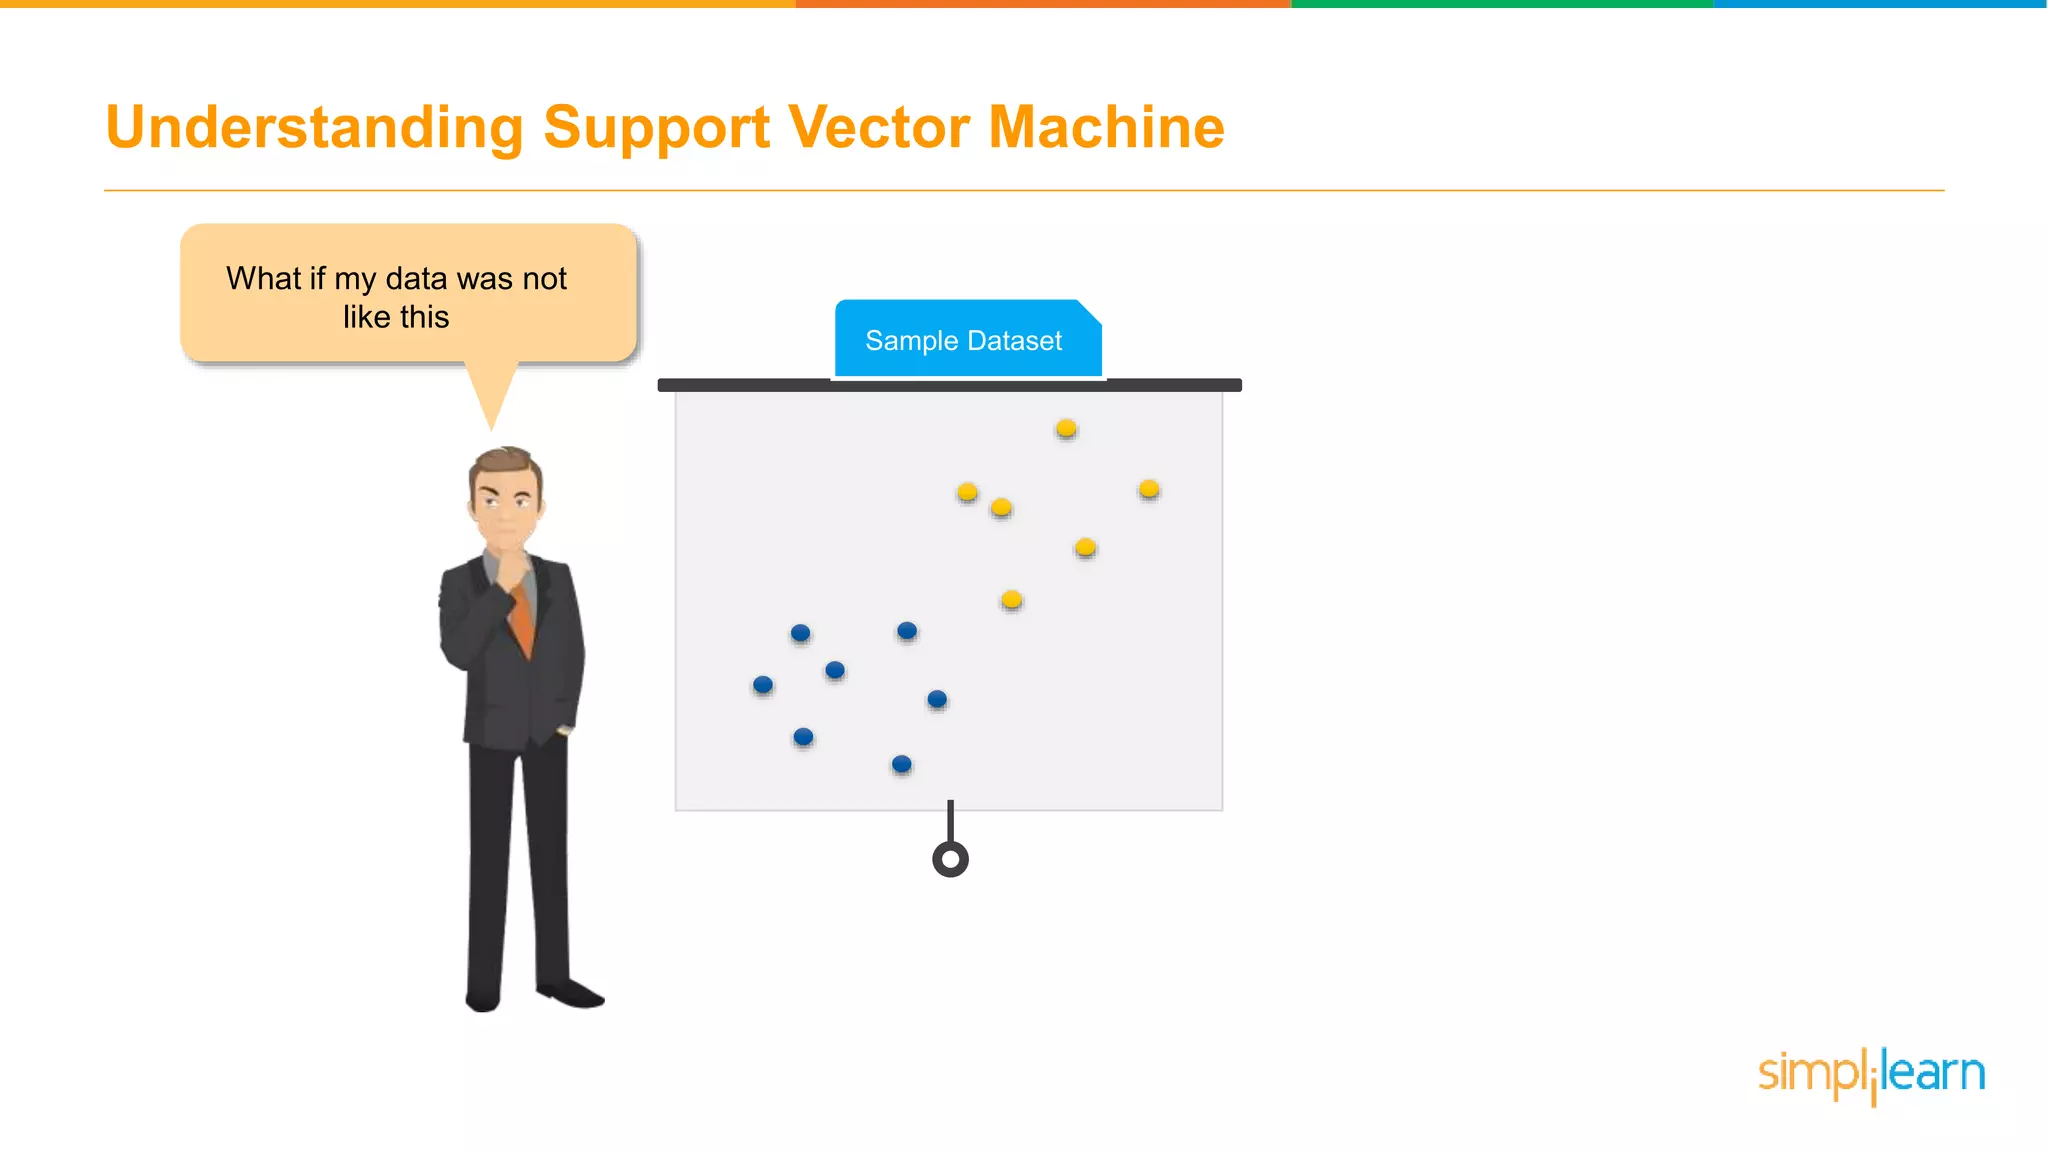 Understanding Support Vector Machine
What if my data was not
like this
Sample Dataset
simplilearn